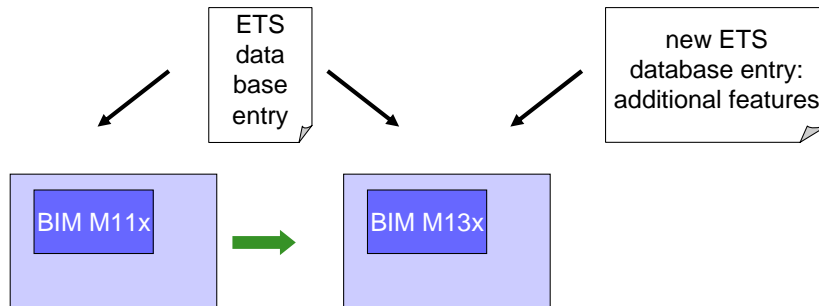 ETS
data
base
entry
new ETS
database entry:
additional features
BIM M11x
BIM M13x